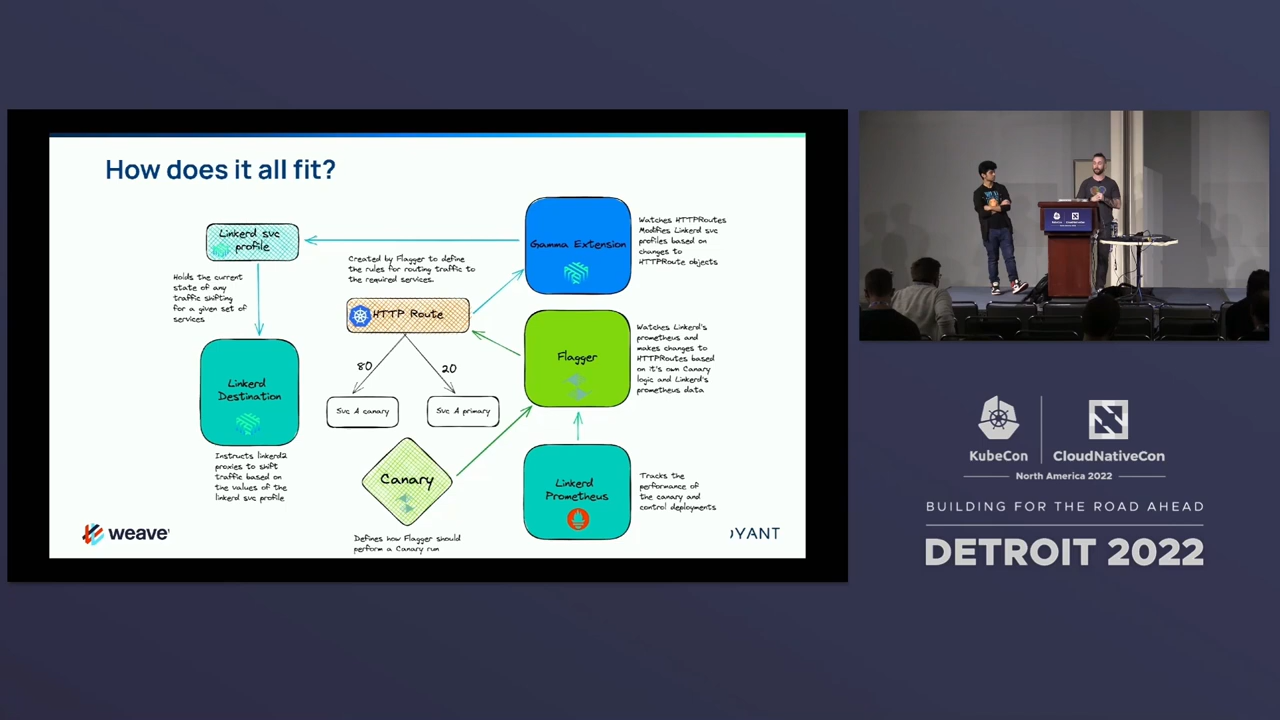 How does it all fit?
Linkerd svc
profile
Holds the current
state of any
traffic shifting
for a given set of
services
Linkerd
Destination
Instructs linkerd2
proxies to shift
traffic based on
the values of the
linkerd svc profile
Created by Flagger to define
the rules for routing traffic to
the required services.
HTTP Route
80
20
Svc A canary
Svc A primary
Canary
Defines how Flagger should
perform a Canary run
Gamma Extension
Watches HTTPRoutes
Modifies Linkerd svc
profiles based on
changes to
HTTPRoute objects
Flagger
Watches Linkerd's
prometheus and
makes changes to
HTTPRoutes based
on it's own Canary
logic and Linkerd's
prometheus data
Linkerd
Prometheus
Tracks the
performance of
the canary and
control deployments
weave
YANT
KubeCon
CloudNativeCon
North America 2022
BUILDING FOR THE ROAD AHEAD
DETROIT 2022